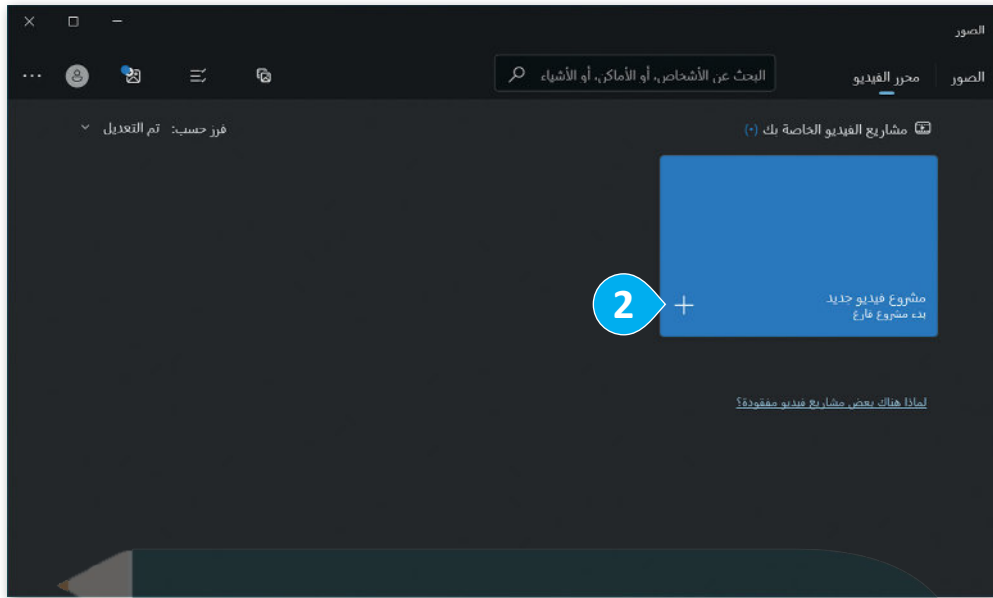 الصور
الصور
محرر الفيديو
البحث عن الأشخاص، أو الأماكن، أو الأشياء
مشاريع الفيديو الخاصة بك (٠)
فرز حسب: تم التعديل
مشروع فيديو جديد
بدء مشروع فارغ
2
لماذا هناك بعض مشاريع فيديو مفقودة؟